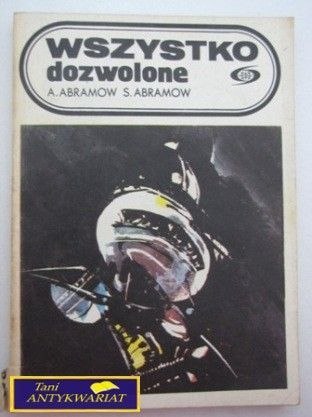 WSZYSTKO
dozwolone
A. ABRAMOW S. ABRAMOW
Tani
ANTYKWARIAT